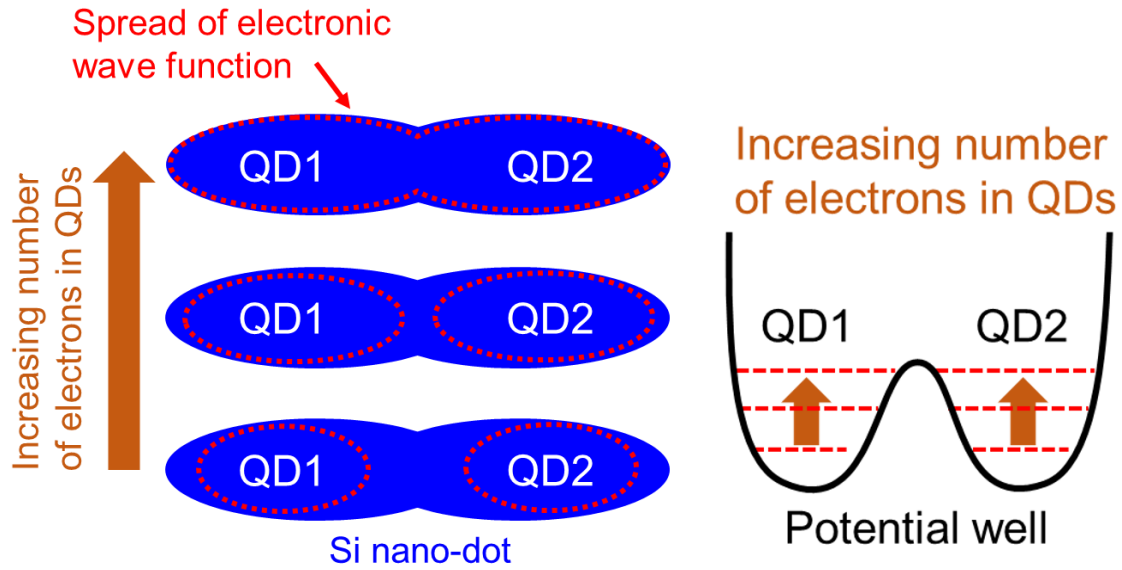 Spread of electronic
wave function
Increasing number
of electrons in QDs
QD1
QD2
QD1
QD2
QD1
QD2
Si nano-dot
Increasing number
of electrons in QDs
QD1
QD2
Potential well